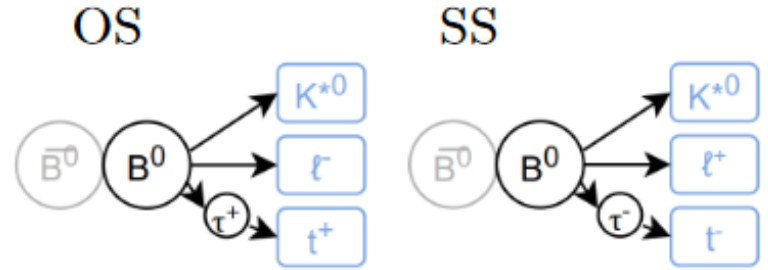 OS SS
K*⁰ K*⁰
B̅⁰ B⁰ ℓ⁻ B̅⁰ B⁰ ℓ⁺
τ⁺ t⁺ τ⁻ t⁻